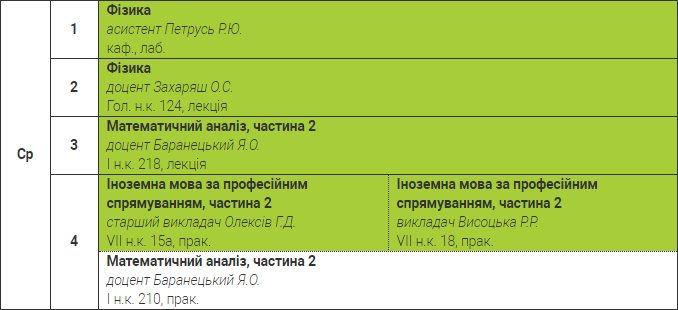 Ср
1
Фізика
асистент Петрусь Р.Ю.
каф., лаб.
2
Фізика
доцент Захаряш О.С.
Гол. н.к. 124, лекція
3
Математичний аналіз, частина 2
доцент Баранецький Я.О.
І н.к. 218, лекція
4
Іноземна мова за професійним
спрямуванням, частина 2
старший викладач Олексів Г.Д.
VII н.к. 15а, прак.
Іноземна мова за професійним
спрямуванням, частина 2
викладач Висоцька Р.Р.
VII н.к. 18, прак.
Математичний аналіз, частина 2
доцент Баранецький Я.О.
І н.к. 210, прак.